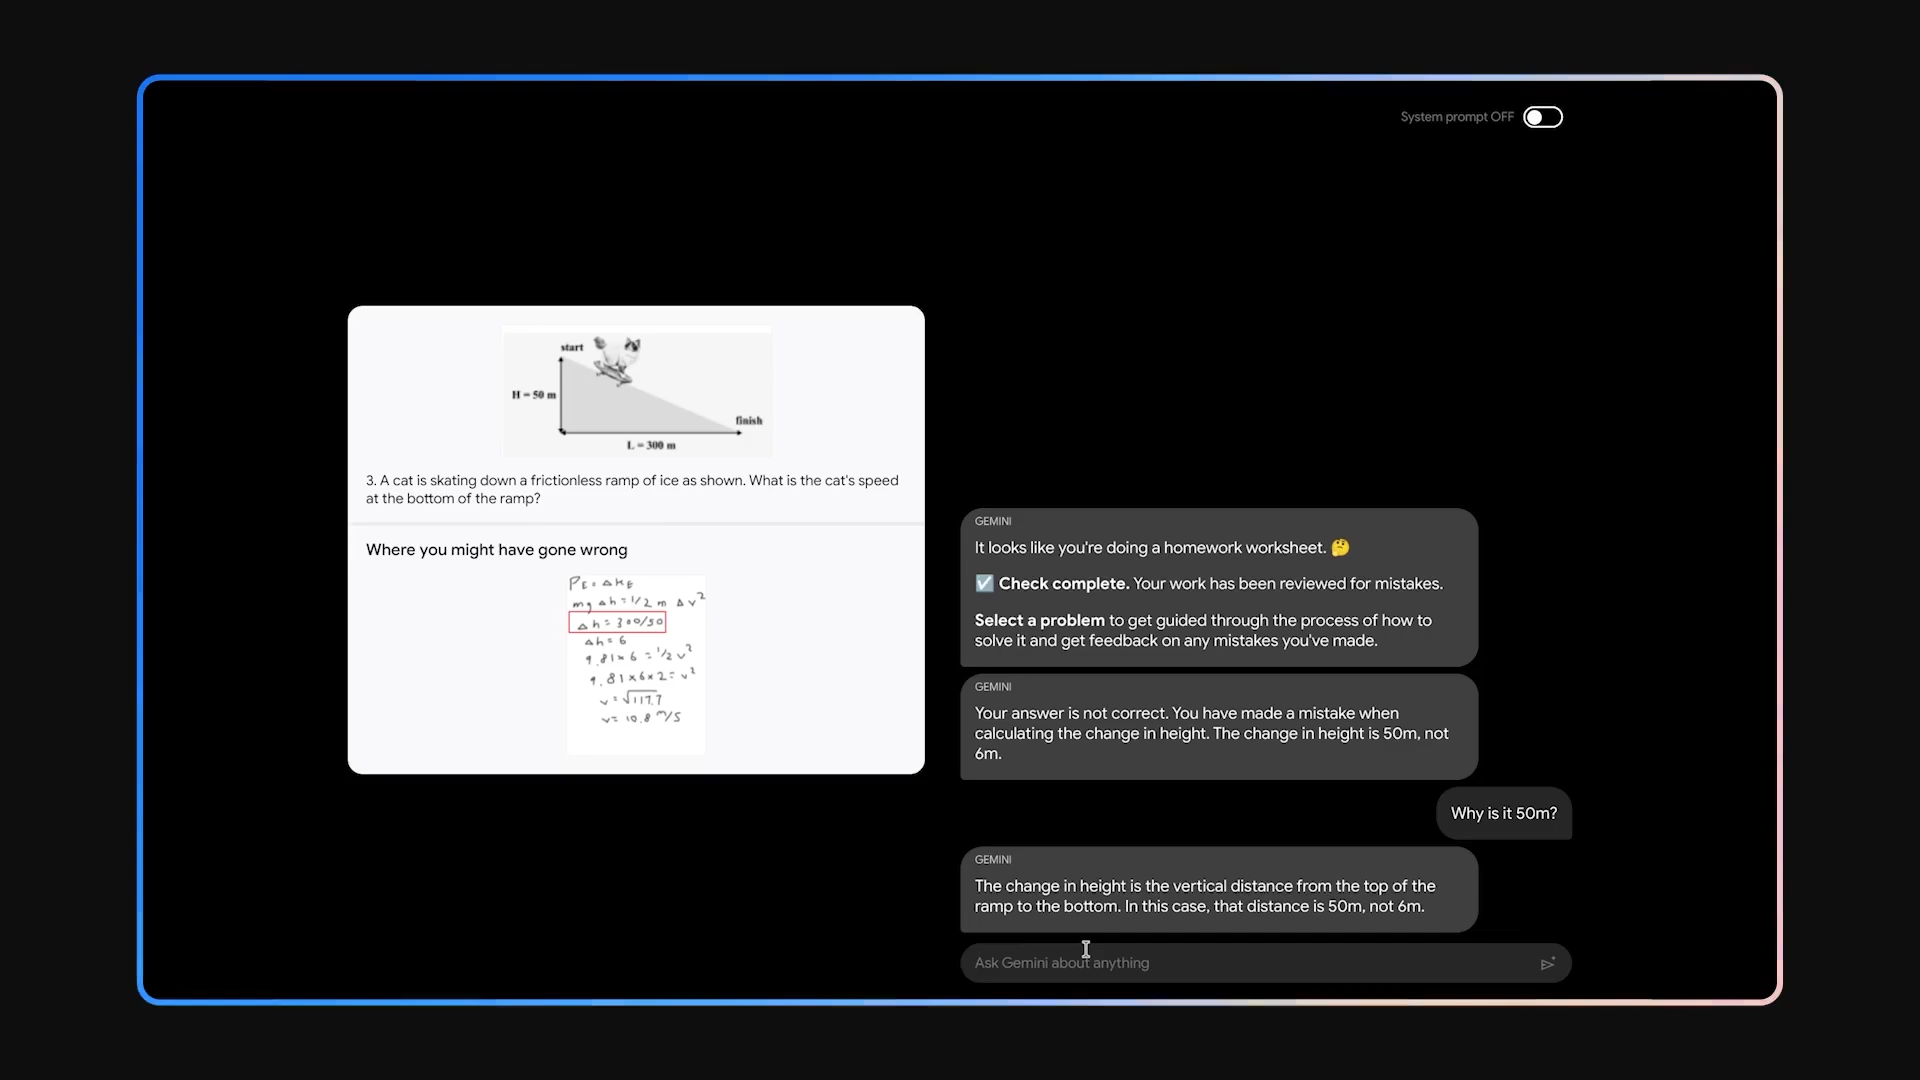 System prompt OFF
start
H = 50 m
finish
L = 300 m
3. A cat is skating down a frictionless ramp of ice as shown. What is the cat's speed
at the bottom of the ramp?
Where you might have gone wrong
PE = ΔKE
mg Δh = 1/2 m Δv²
Δh = 300/50
Δh = 6
9.81 x 6 = 1/2 v²
9.81 x 6 x 2 = v²
v = √117.7
v = 10.8 m/s
GEMINI
It looks like you're doing a homework worksheet. 🤔
☑️ Check complete. Your work has been reviewed for mistakes.
Select a problem to get guided through the process of how to
solve it and get feedback on any mistakes you've made.
GEMINI
Your answer is not correct. You have made a mistake when
calculating the change in height. The change in height is 50m, not
6m.
Why is it 50m?
GEMINI
The change in height is the vertical distance from the top of the
ramp to the bottom. In this case, that distance is 50m, not 6m.
Ask Gemini about anything